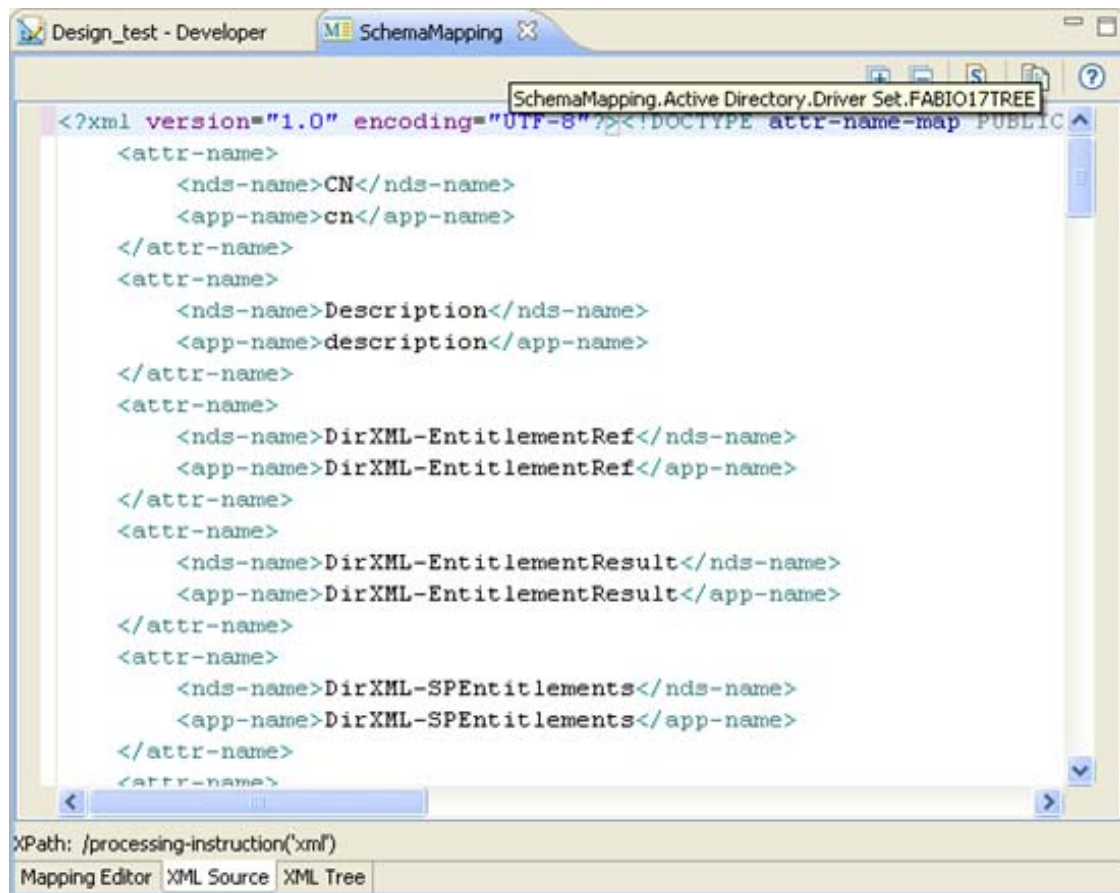 Design_test - Developer
SchemaMapping
SchemaMapping.Active Directory.Driver Set.FABIO17TREE
<?xml version="1.0" encoding="UTF-8"?><!DOCTYPE attr-name-map PUBLIC
<attr-name>
<nds-name>CN</nds-name>
<app-name>cn</app-name>
</attr-name>
<attr-name>
<nds-name>Description</nds-name>
<app-name>description</app-name>
</attr-name>
<attr-name>
<nds-name>DirXML-EntitlementRef</nds-name>
<app-name>DirXML-EntitlementRef</app-name>
</attr-name>
<attr-name>
<nds-name>DirXML-EntitlementResult</nds-name>
<app-name>DirXML-EntitlementResult</app-name>
</attr-name>
<attr-name>
<nds-name>DirXML-SPEntitlements</nds-name>
<app-name>DirXML-SPEntitlements</app-name>
</attr-name>
<attr-name>
XPath: /processing-instruction('xml')
Mapping Editor XML Source XML Tree